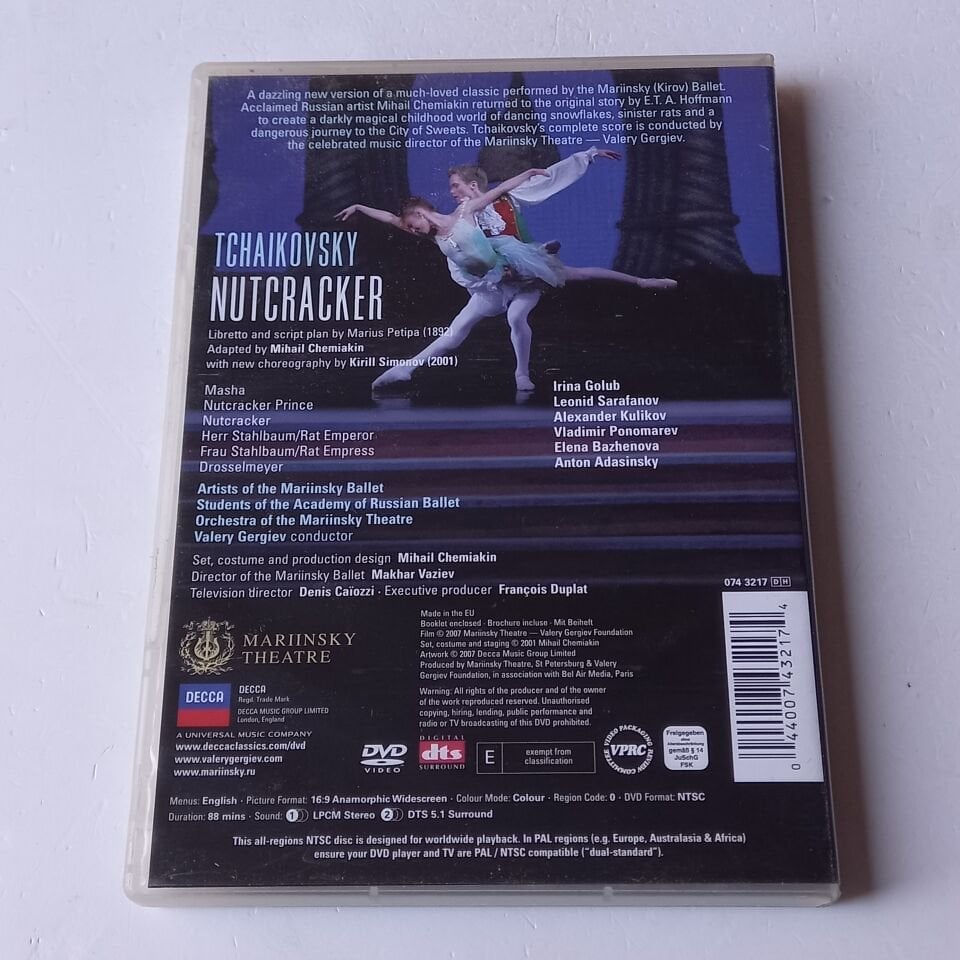 A dazzling new version of a much-loved classic performed by the Mariinsky (Kirov) Ballet.
Acclaimed Russian artist Mihail Chemiakin returned to the original story by E.T. A. Hoffmann
to create a darkly magical childhood world of dancing snowflakes, sinister rats and a
dangerous journey to the City of Sweets. Tchaikovsky's complete score is conducted by
the celebrated music director of the Mariinsky Theatre — Valery Gergiev.
TCHAIKOVSKY
NUTCRACKER
Libretto and script plan by Marius Petipa (1892)
Adapted by Mihail Chemiakin
with new choreography by Kirill Simonov (2001)
Masha Irina Golub
Nutcracker Prince Leonid Sarafanov
Nutcracker Alexander Kulikov
Herr Stahlbaum/Rat Emperor Vladimir Ponomarev
Frau Stahlbaum/Rat Empress Elena Bazhenova
Drosselmeyer Anton Adasinsky
Artists of the Mariinsky Ballet
Students of the Academy of Russian Ballet
Orchestra of the Mariinsky Theatre
Valery Gergiev conductor
Set, costume and production design Mihail Chemiakin
Director of the Mariinsky Ballet Makhar Vaziev
Television director Denis Caïozzi · Executive producer François Duplat
074 3217 DH
MARIINSKY
THEATRE
Made in the EU
Booklet enclosed · Brochure incluse · Mit Beiheft
Film © 2007 Mariinsky Theatre — Valery Gergiev Foundation
Set, costume and staging © 2001 Mihail Chemiakin
Artwork © 2007 Decca Music Group Limited
Produced by Mariinsky Theatre, St Petersburg & Valery
Gergiev Foundation, in association with Bel Air Media, Paris
Warning: All rights of the producer and of the owner
of the work reproduced reserved. Unauthorised
copying, hiring, lending, public performance and
radio or TV broadcasting of this DVD prohibited.
DECCA
DECCA
Regd. Trade Mark
DECCA MUSIC GROUP LIMITED
London, England
A UNIVERSAL MUSIC COMPANY
www.deccaclassics.com/dvd
www.valerygergiev.com
www.mariinsky.ru
DVD
VIDEO
DIGITAL
dts
SURROUND
E
exempt from
classification
VIDEO PACKAGING REVIEW COMMITTEE
VPRC
Freigegeben
ohne
Altersbeschränkung
gemäß § 14
JuSchG
FSK
0 44007 43217 4
Menus: English · Picture Format: 16:9 Anamorphic Widescreen · Colour Mode: Colour · Region Code: 0 · DVD Format: NTSC
Duration: 88 mins · Sound: 1 LPCM Stereo 2 DTS 5.1 Surround
This all-regions NTSC disc is designed for worldwide playback. In PAL regions (e.g. Europe, Australasia & Africa)
ensure your DVD player and TV are PAL / NTSC compatible ("dual-standard").